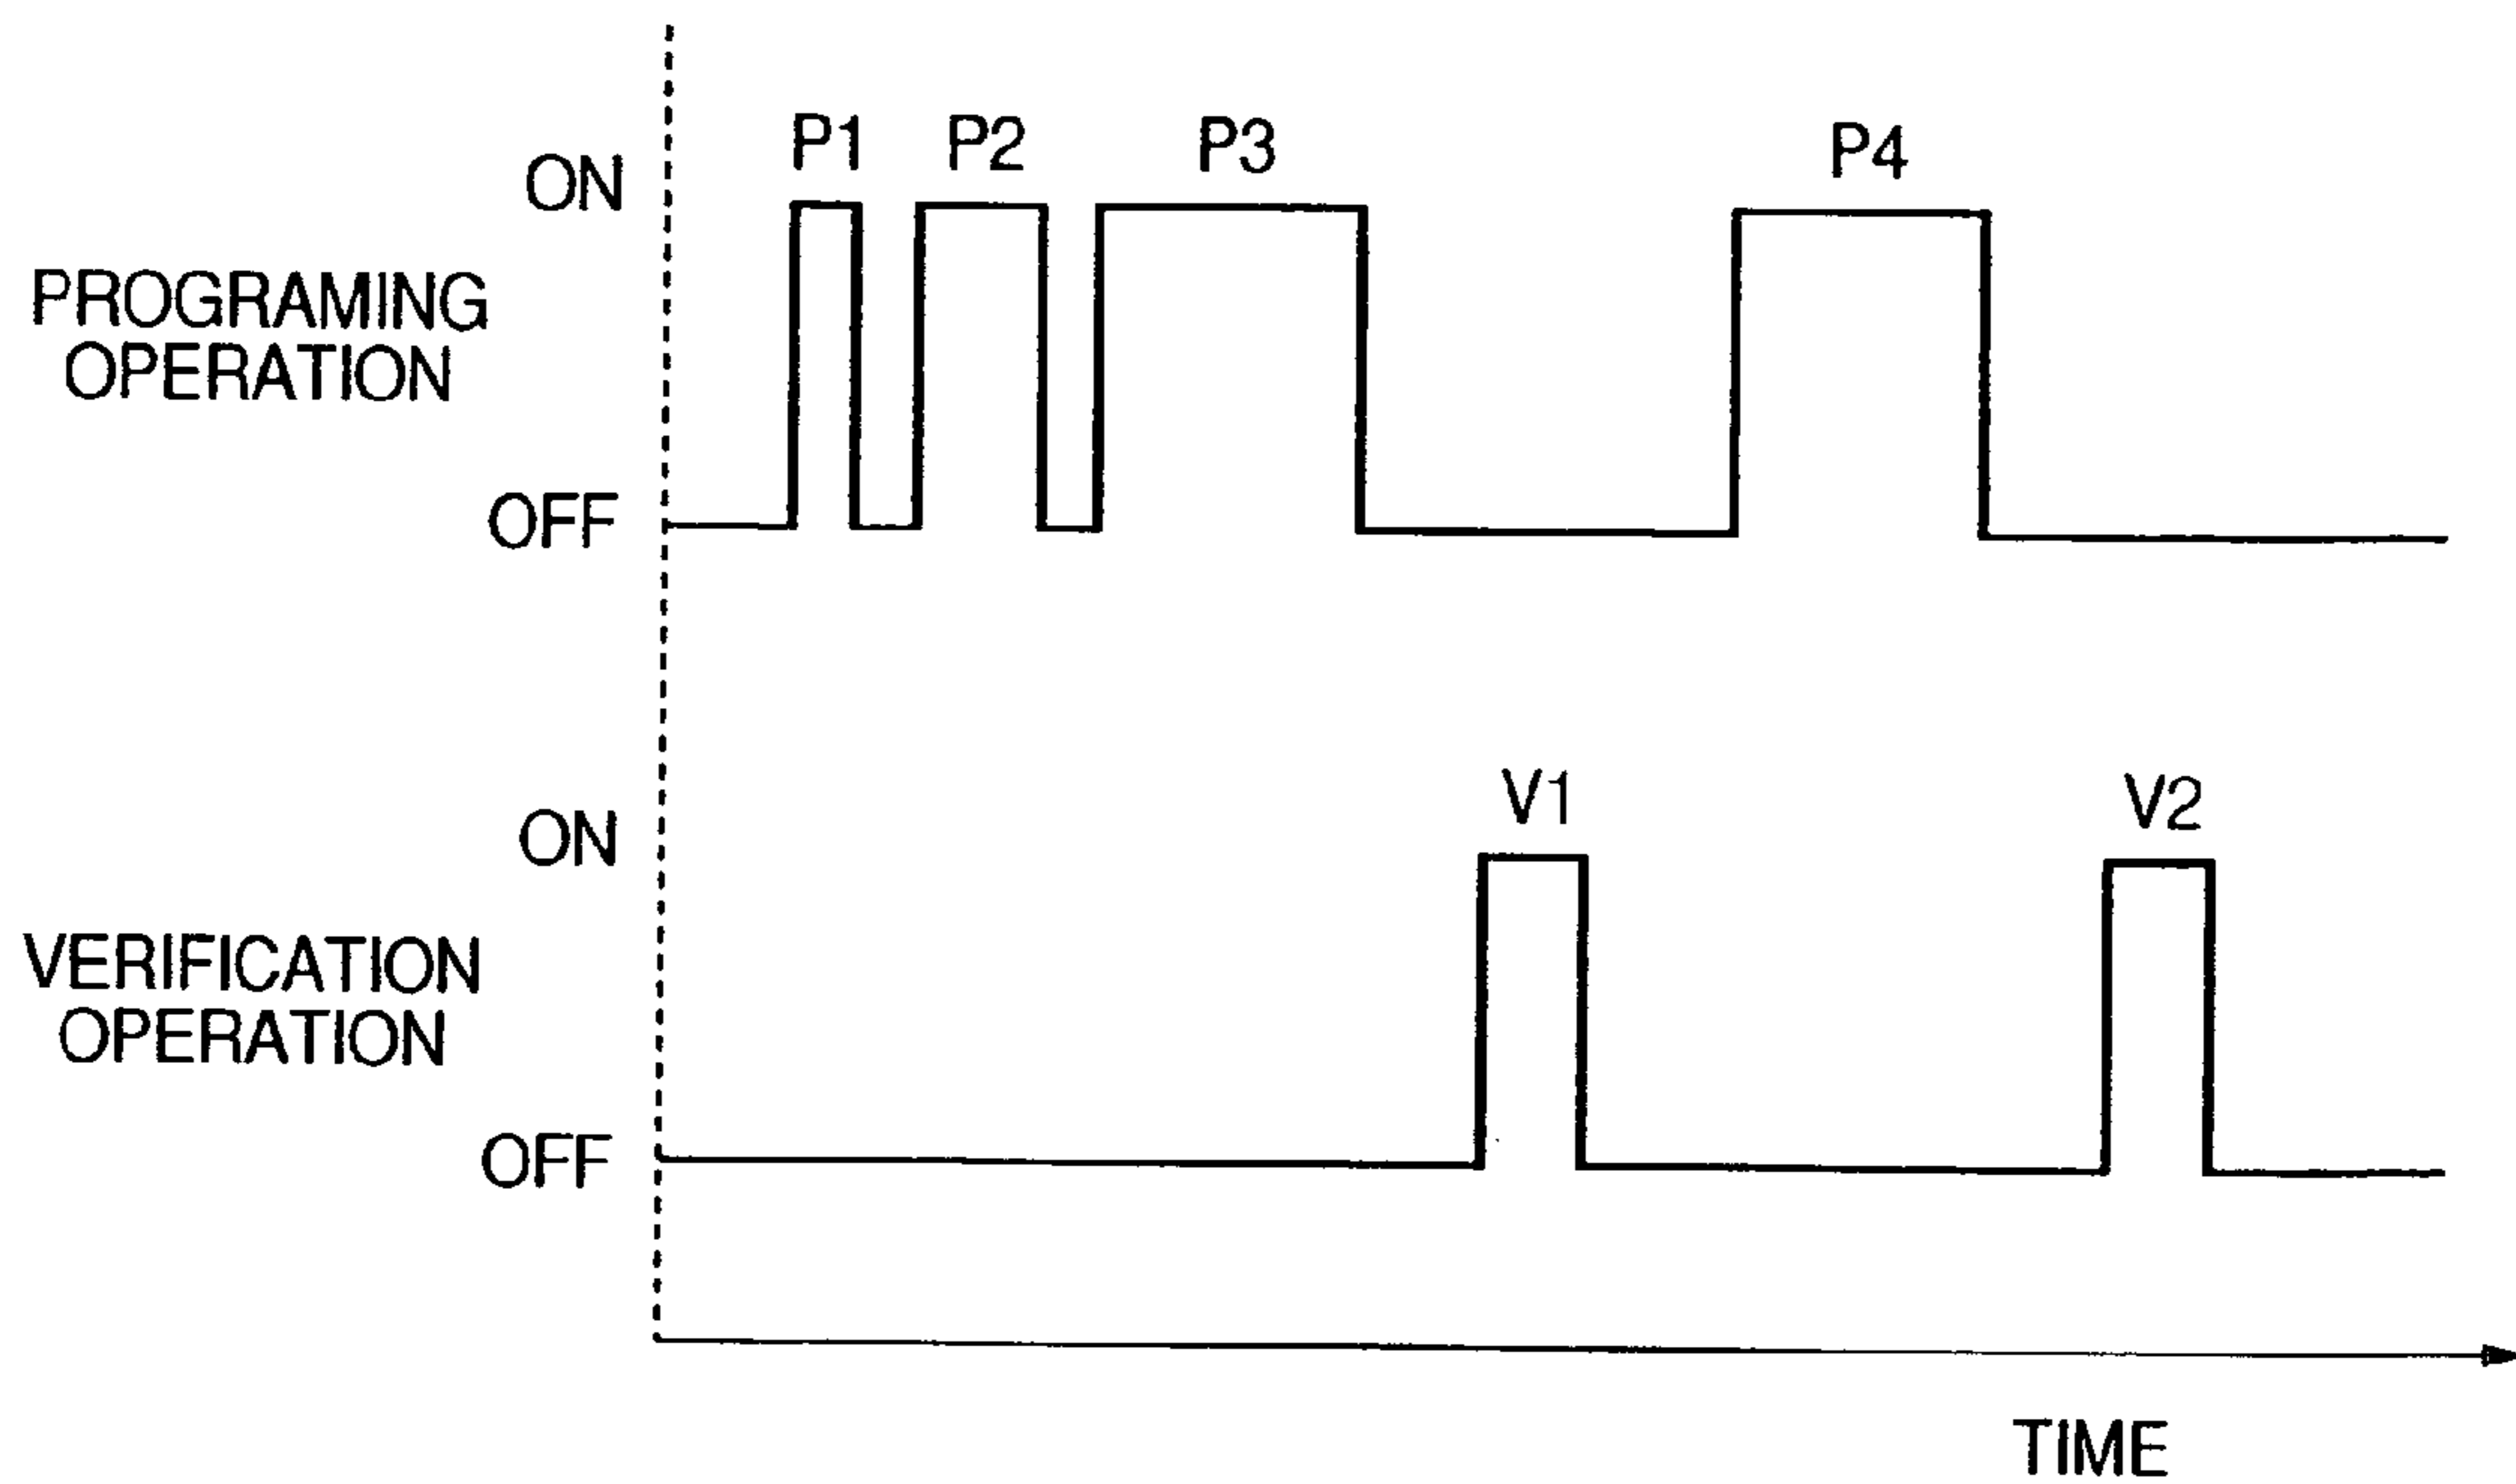 P1 P2 P3 P4
ON
PROGRAMING
OPERATION
OFF
V1 V2
ON
VERIFICATION
OPERATION
OFF
TIME